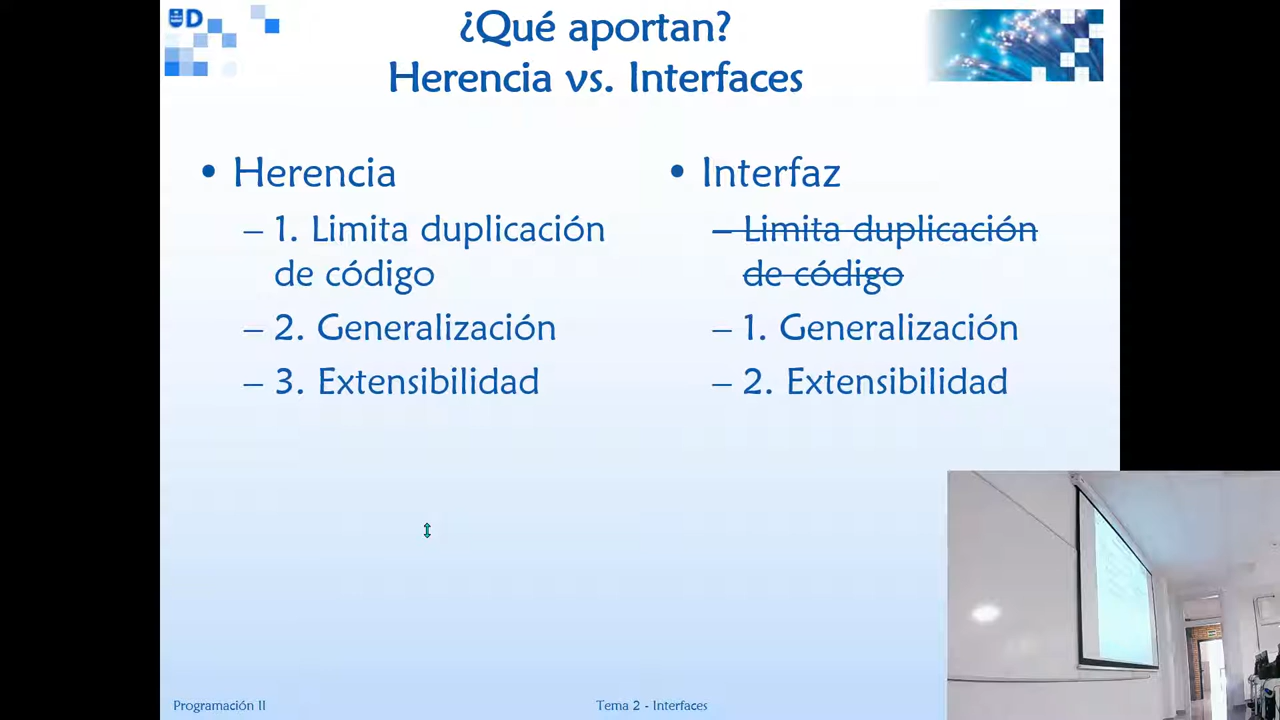 D
¿Qué aportan?
Herencia vs. Interfaces
• Herencia
– 1. Limita duplicación
de código
– 2. Generalización
– 3. Extensibilidad
• Interfaz
– Limita duplicación
de código
– 1. Generalización
– 2. Extensibilidad
Programación II
Tema 2 - Interfaces